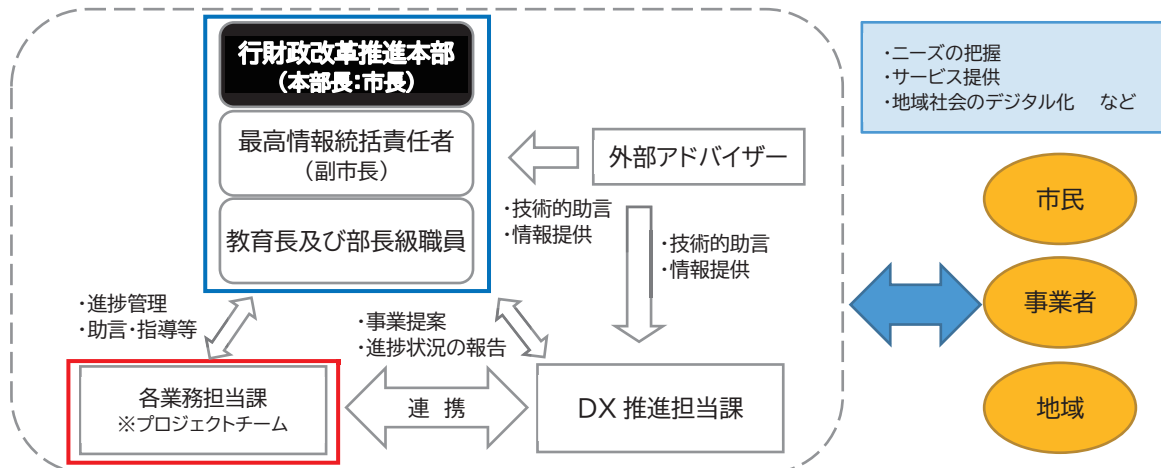 行財政改革推進本部
（本部長：市長）
最高情報統括責任者
（副市長）
教育長及び部長級職員
外部アドバイザー
・技術的助言
・情報提供
・技術的助言
・情報提供
・進捗管理
・助言・指導等
・事業提案
・進捗状況の報告
各業務担当課
※プロジェクトチーム
連 携
DX 推進担当課
・ニーズの把握
・サービス提供
・地域社会のデジタル化　など
市民
事業者
地域